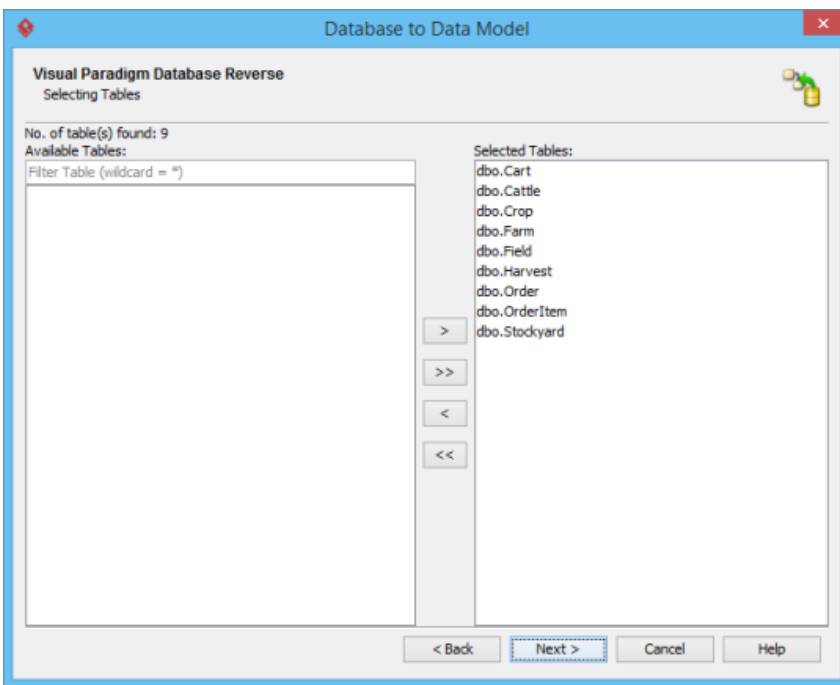 Database to Data Model
Visual Paradigm Database Reverse
Selecting Tables
No. of table(s) found: 9
Available Tables:
Filter Table (wildcard = *)
Selected Tables:
dbo.Cart
dbo.Cattle
dbo.Crop
dbo.Farm
dbo.Field
dbo.Harvest
dbo.Order
dbo.OrderItem
dbo.Stockyard
>
>>
<
<<
< Back
Next >
Cancel
Help